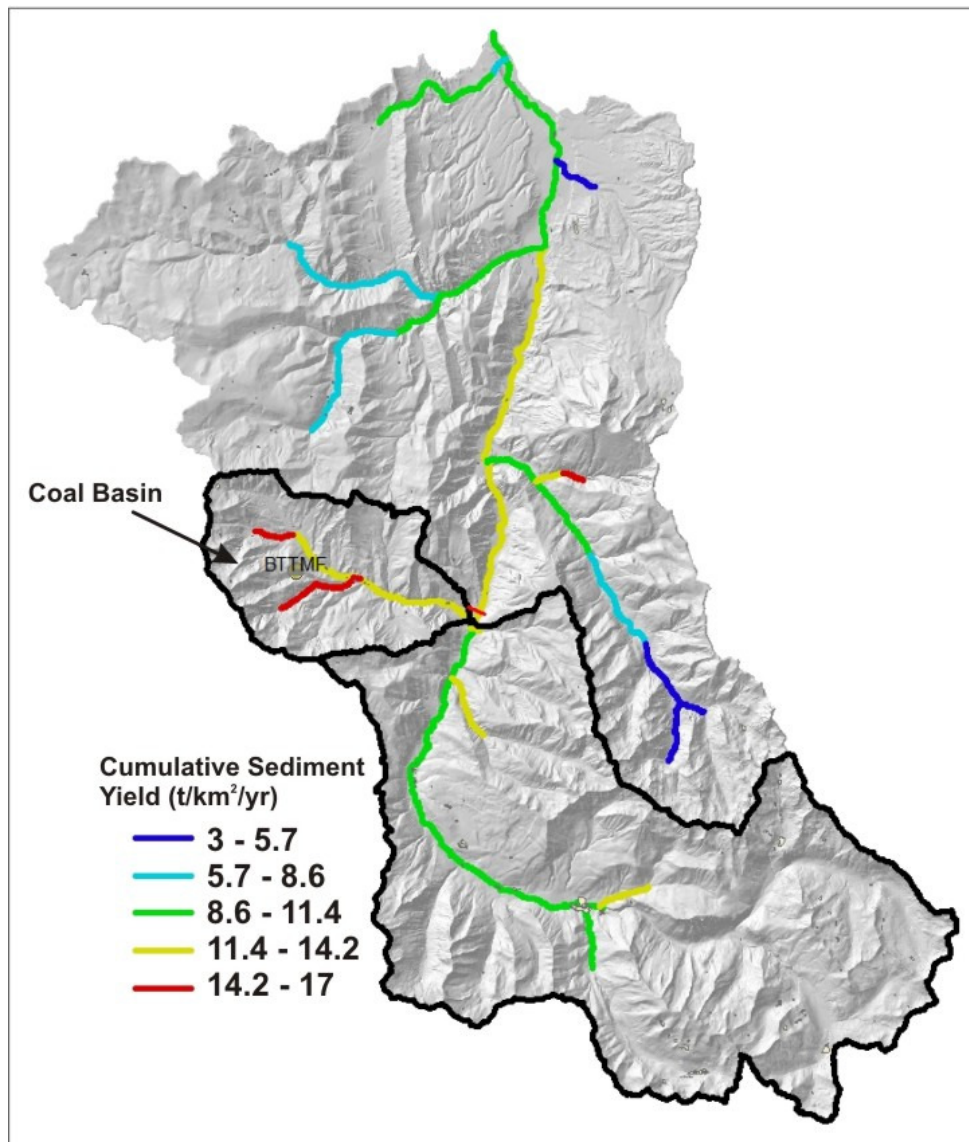 Coal Basin
BTTMF
Cumulative Sediment
Yield (t/km²/yr)
3 - 5.7
5.7 - 8.6
8.6 - 11.4
11.4 - 14.2
14.2 - 17